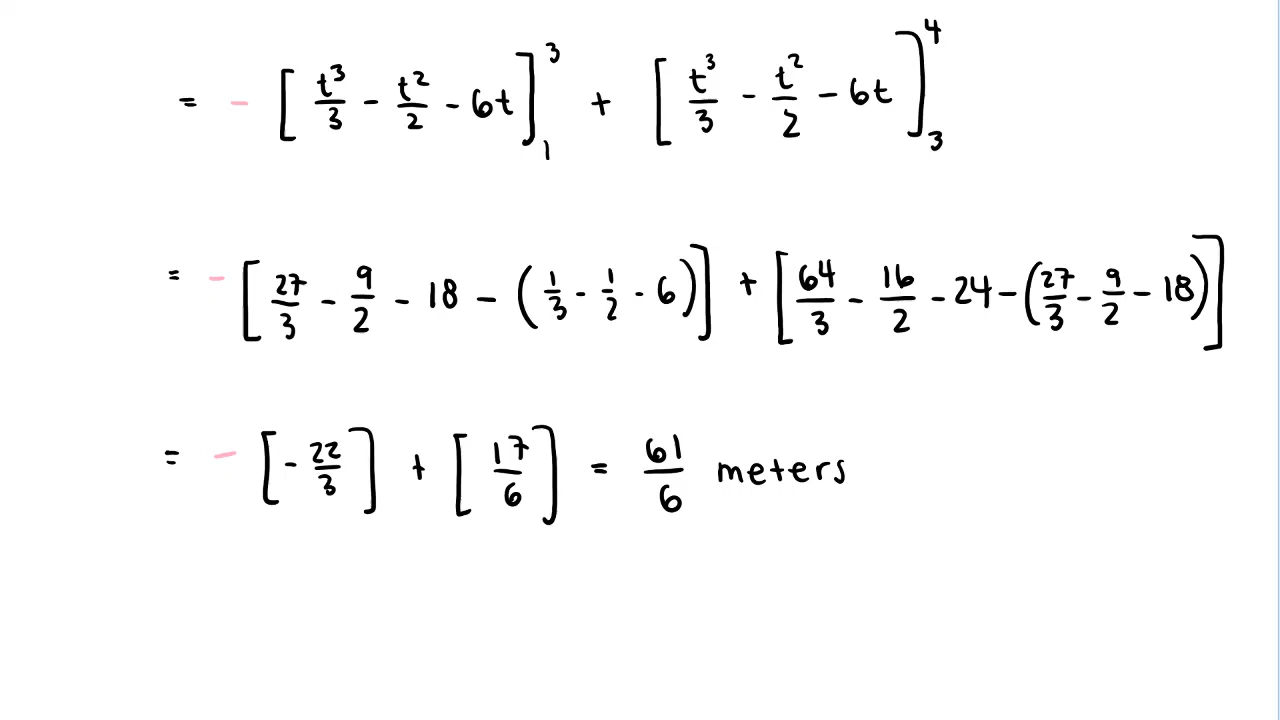 = - [ t³/3 - t²/2 - 6t ]₁³ + [ t³/3 - t²/2 - 6t ]₃⁴
= - [ 27/3 - 9/2 - 18 - ( 1/3 - 1/2 - 6 ) ] + [ 64/3 - 16/2 - 24 - ( 27/3 - 9/2 - 18 ) ]
= - [ - 22/3 ] + [ 17/6 ] = 61/6 meters